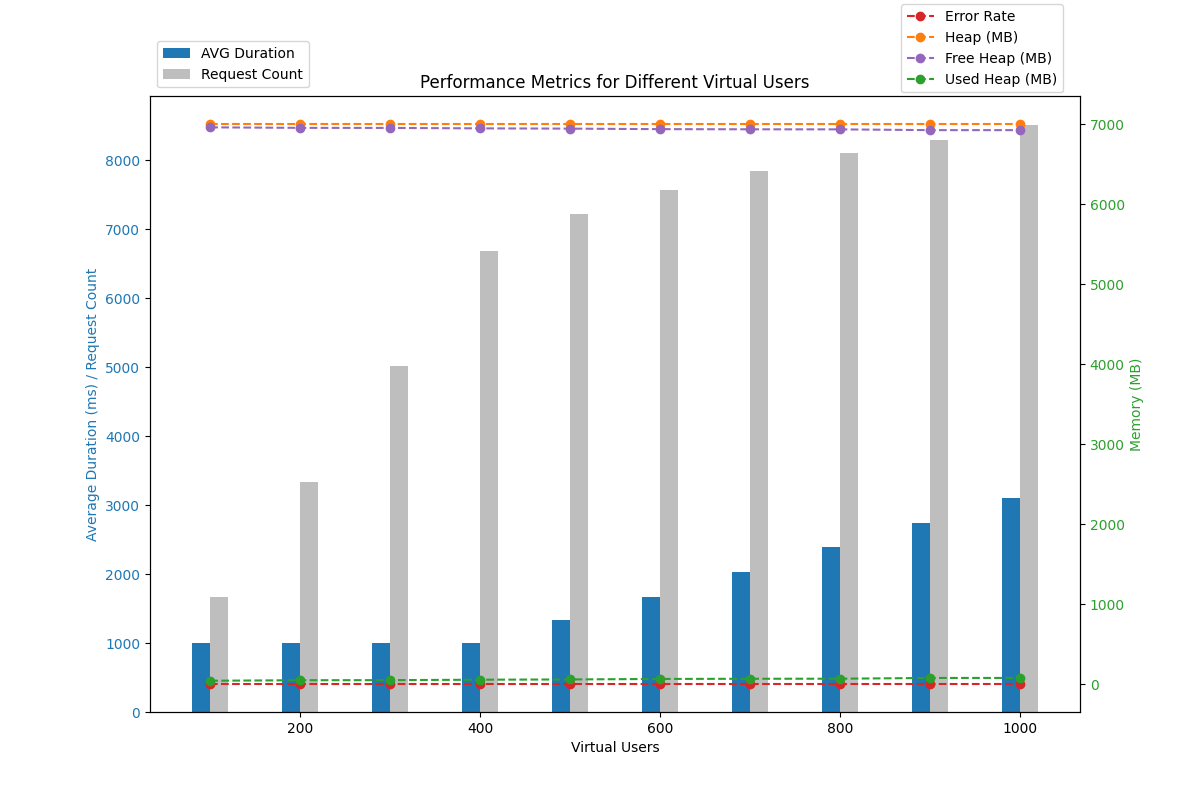 Error Rate
Heap (MB)
Free Heap (MB)
Used Heap (MB)
AVG Duration
Request Count
Performance Metrics for Different Virtual Users
Average Duration (ms) / Request Count
8000
7000
6000
5000
4000
3000
2000
1000
0
7000
6000
5000
4000
3000
2000
1000
0
Memory (MB)
200 400 600 800 1000
Virtual Users